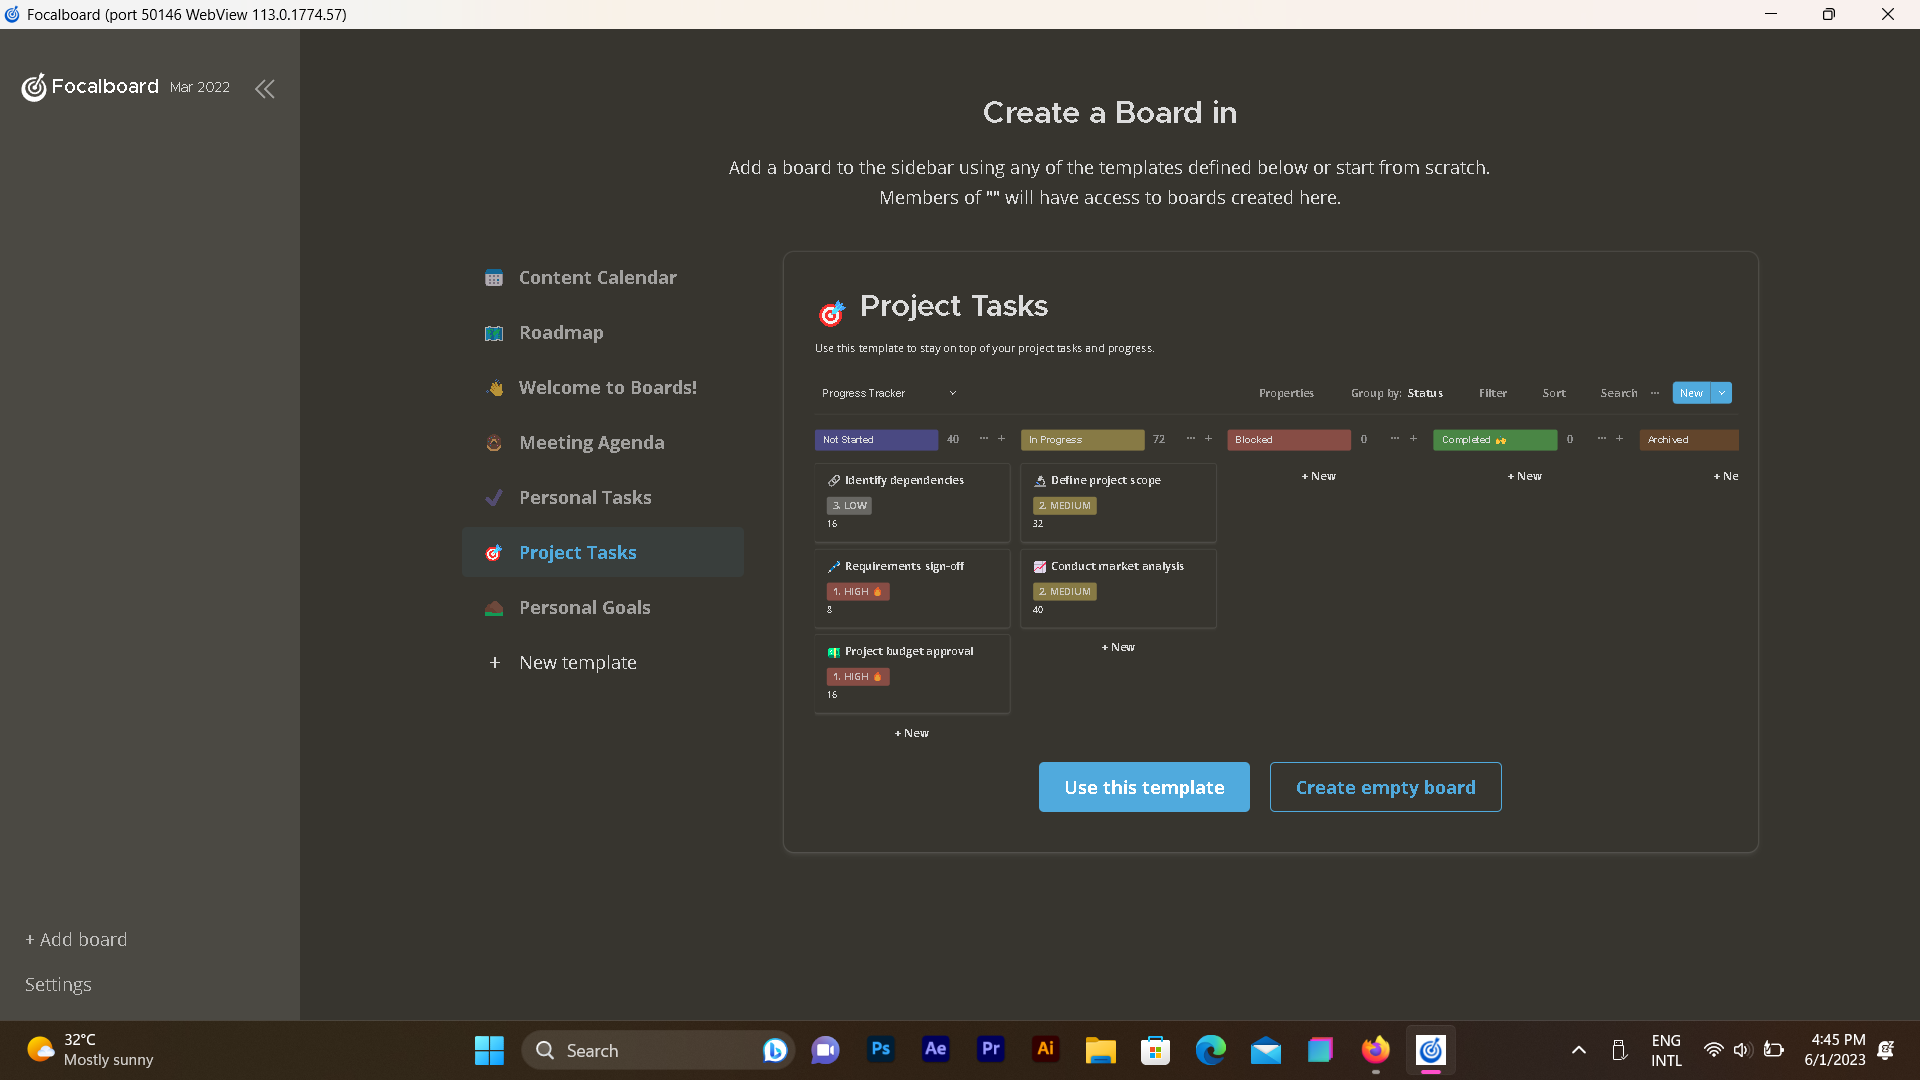 Focalboard (port 50146 WebView 113.0.1774.57)
Focalboard Mar 2022
Create a Board in
Add a board to the sidebar using any of the templates defined below or start from scratch.
Members of "" will have access to boards created here.
Content Calendar
Roadmap
Welcome to Boards!
Meeting Agenda
Personal Tasks
Project Tasks
Personal Goals
+ New template
Project Tasks
Use this template to stay on top of your project tasks and progress.
Progress Tracker Properties Group by: Status Filter Sort Search ··· New
Not Started 40 ··· + In Progress 72 ··· + Blocked 0 ··· + Completed 🙌 0 ··· + Archived
Identify dependencies
3. LOW
16
Requirements sign-off
1. HIGH 🔥
8
Project budget approval
1. HIGH 🔥
16
+ New
Define project scope
2. MEDIUM
32
Conduct market analysis
2. MEDIUM
40
+ New
+ New
+ New
+ Ne
Use this template Create empty board
+ Add board
Settings
32°C
Mostly sunny
Search
Ps
Ae
Pr
Ai
ENG
INTL
4:45 PM
6/1/2023